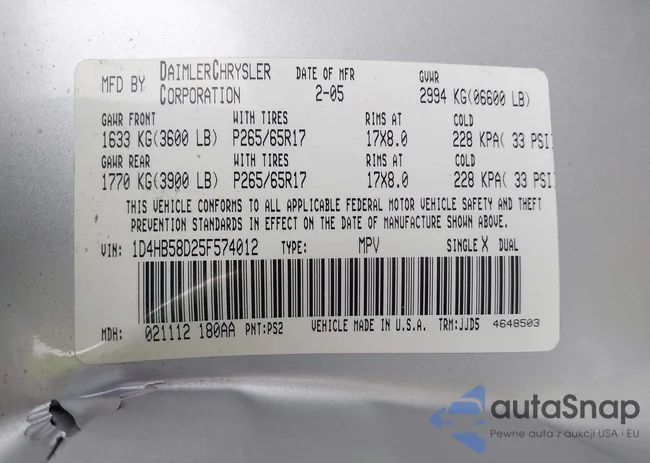 MFD BY DAIMLERCHRYSLER CORPORATION DATE OF MFR 2-05 GVWR 2994 KG(06600 LB)
GAWR FRONT WITH TIRES RIMS AT COLD
1633 KG(3600 LB) P265/65R17 17X8.0 228 KPA( 33 PSI)
GAWR REAR WITH TIRES RIMS AT COLD
1770 KG(3900 LB) P265/65R17 17X8.0 228 KPA( 33 PSI)
THIS VEHICLE CONFORMS TO ALL APPLICABLE FEDERAL MOTOR VEHICLE SAFETY AND THEFT
PREVENTION STANDARDS IN EFFECT ON THE DATE OF MANUFACTURE SHOWN ABOVE.
VIN: 1D4HB58D25F574012 TYPE: MPV SINGLE X DUAL
MDH: 021112 180AA PNT:PS2 VEHICLE MADE IN U.S.A. TRM:JJD5 4648503
autaSnap
Pewne auta z aukcji USA i EU